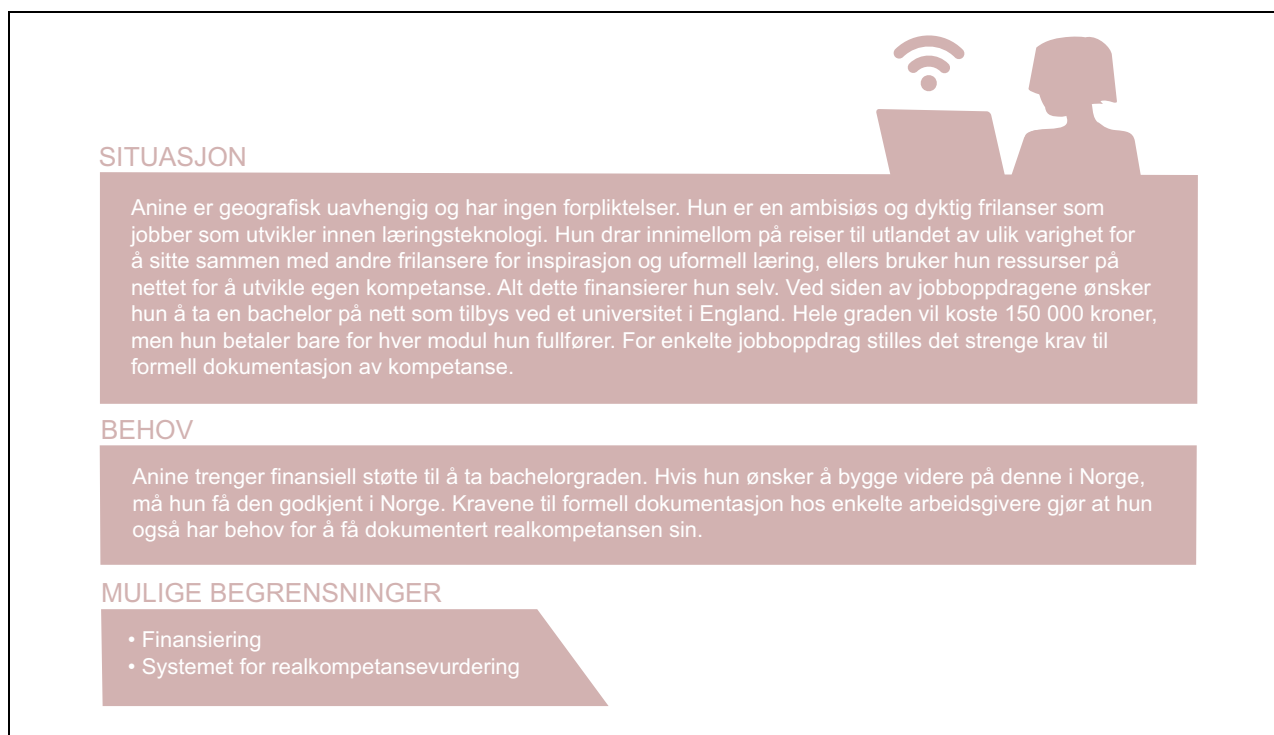 SITUASJON
Anine er geografisk uavhengig og har ingen forpliktelser. Hun er en ambisiøs og dyktig frilanser som
jobber som utvikler innen læringsteknologi. Hun drar innimellom på reiser til utlandet av ulik varighet for
å sitte sammen med andre frilansere for inspirasjon og uformell læring, ellers bruker hun ressurser på
nettet for å utvikle egen kompetanse. Alt dette finansierer hun selv. Ved siden av jobboppdragene ønsker
hun å ta en bachelor på nett som tilbys ved et universitet i England. Hele graden vil koste 150 000 kroner,
men hun betaler bare for hver modul hun fullfører. For enkelte jobboppdrag stilles det strenge krav til
formell dokumentasjon av kompetanse.
BEHOV
Anine trenger finansiell støtte til å ta bachelorgraden. Hvis hun ønsker å bygge videre på denne i Norge,
må hun få den godkjent i Norge. Kravene til formell dokumentasjon hos enkelte arbeidsgivere gjør at hun
også har behov for å få dokumentert realkompetansen sin.
MULIGE BEGRENSNINGER
• Finansiering
• Systemet for realkompetansevurdering